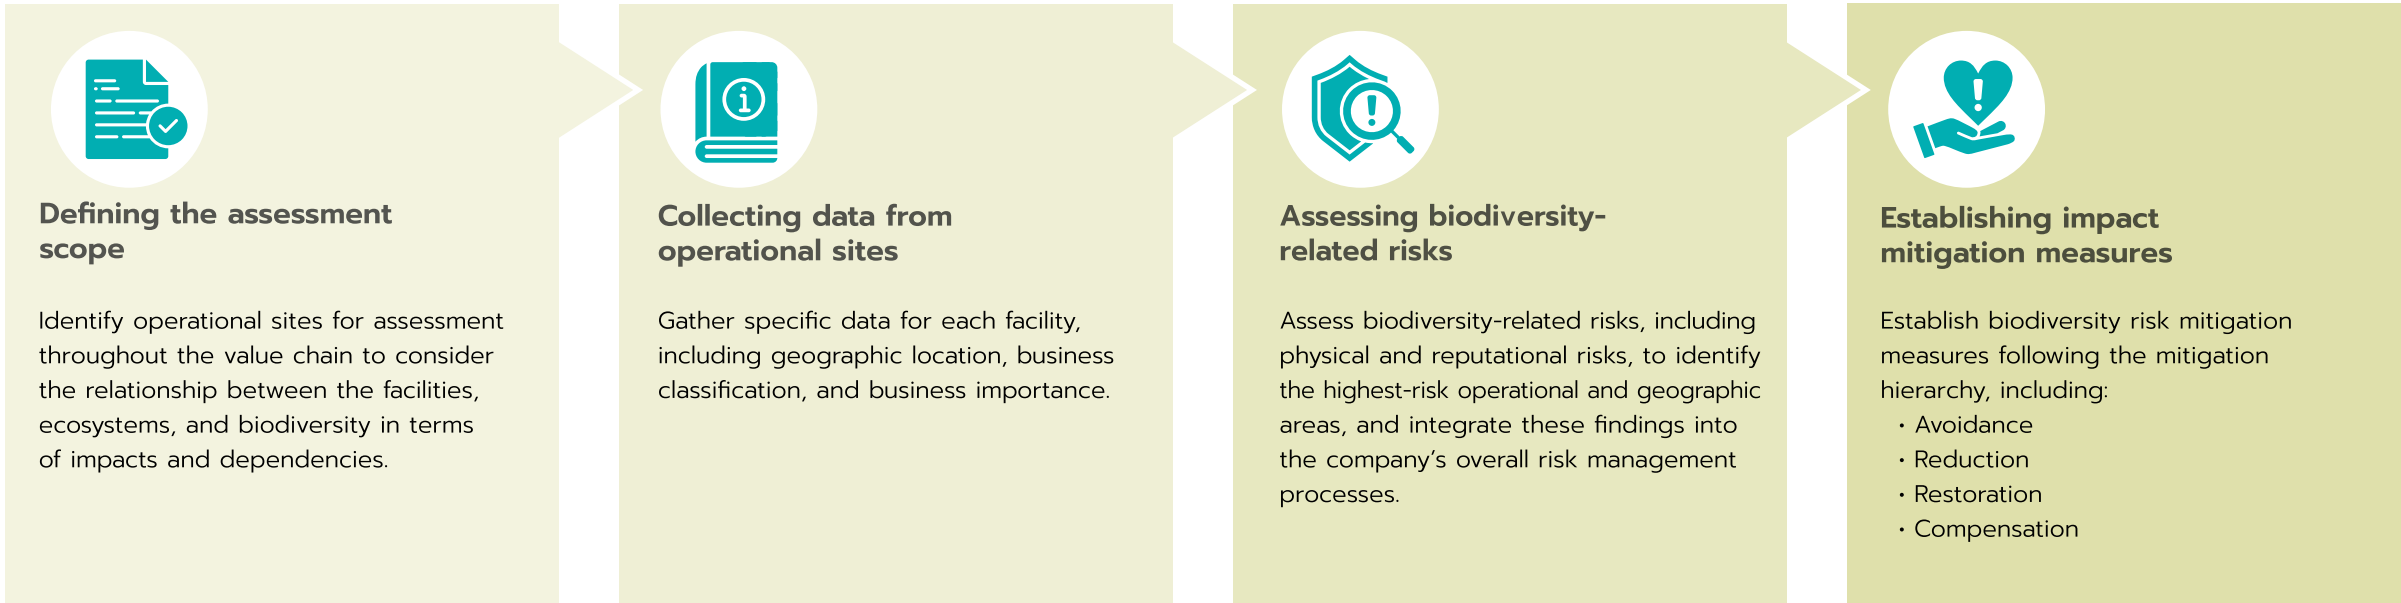 Defining the assessment
scope
Identify operational sites for assessment
throughout the value chain to consider
the relationship between the facilities,
ecosystems, and biodiversity in terms
of impacts and dependencies.
Collecting data from
operational sites
Gather specific data for each facility,
including geographic location, business
classification, and business importance.
Assessing biodiversity-
related risks
Assess biodiversity-related risks, including
physical and reputational risks, to identify
the highest-risk operational and geographic
areas, and integrate these findings into
the company’s overall risk management
processes.
Establishing impact
mitigation measures
Establish biodiversity risk mitigation
measures following the mitigation
hierarchy, including:
• Avoidance
• Reduction
• Restoration
• Compensation